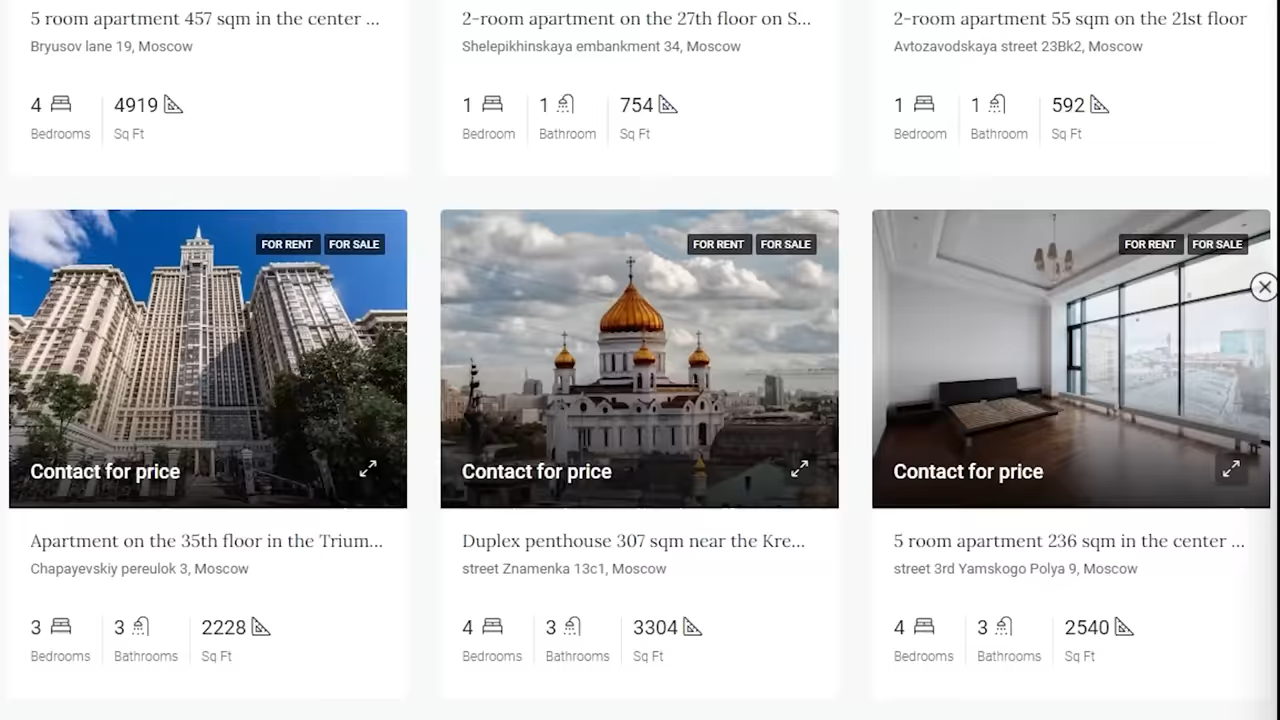 5 room apartment 457 sqm in the center ...
Bryusov lane 19, Moscow
4
4919
Bedrooms
Sq Ft
2-room apartment on the 27th floor on S...
Shelepikhinskaya embankment 34, Moscow
1
1
754
Bedroom
Bathroom
Sq Ft
2-room apartment 55 sqm on the 21st floor
Avtozavodskaya street 23Bk2, Moscow
1
1
592
Bedroom
Bathroom
Sq Ft
FOR RENT FOR SALE
Contact for price
Apartment on the 35th floor in the Trium...
Chapayevskiy pereulok 3, Moscow
3
3
2228
Bedrooms
Bathrooms
Sq Ft
FOR RENT FOR SALE
Contact for price
Duplex penthouse 307 sqm near the Kre...
street Znamenka 13c1, Moscow
4
3
3304
Bedrooms
Bathrooms
Sq Ft
FOR RENT FOR SALE
Contact for price
5 room apartment 236 sqm in the center ...
street 3rd Yamskogo Polya 9, Moscow
4
3
2540
Bedrooms
Bathrooms
Sq Ft